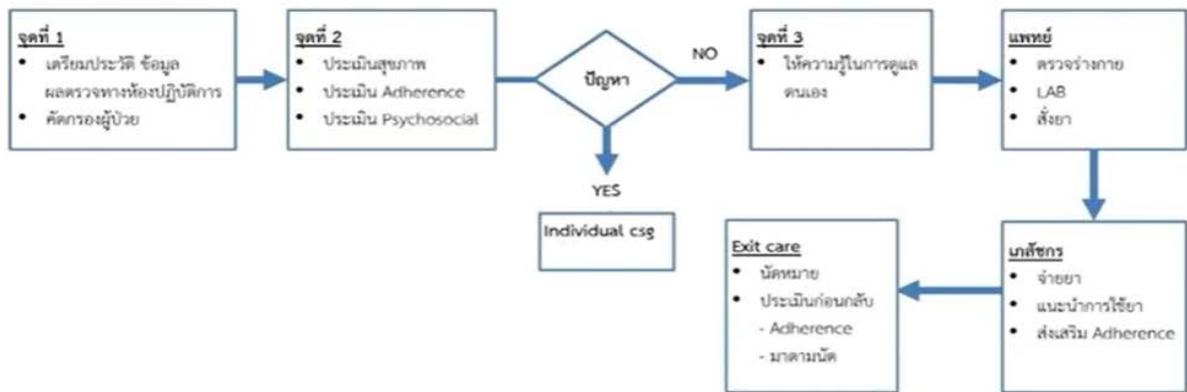 จุดที่ 1
• เตรียมประวัติ ข้อมูล
ผลตรวจทางห้องปฏิบัติการ
• คัดกรองผู้ป่วย
จุดที่ 2
• ประเมินสุขภาพ
• ประเมิน Adherence
• ประเมิน Psychosocial
ปัญหา
NO
YES
Individual csg
จุดที่ 3
• ให้ความรู้ในการดูแล
ตนเอง
แพทย์
• ตรวจร่างกาย
• LAB
• สั่งยา
เภสัชกร
• จ่ายยา
• แนะนำการใช้ยา
• ส่งเสริม Adherence
Exit care
• นัดหมาย
• ประเมินก่อนกลับ
- Adherence
- มาตามนัด